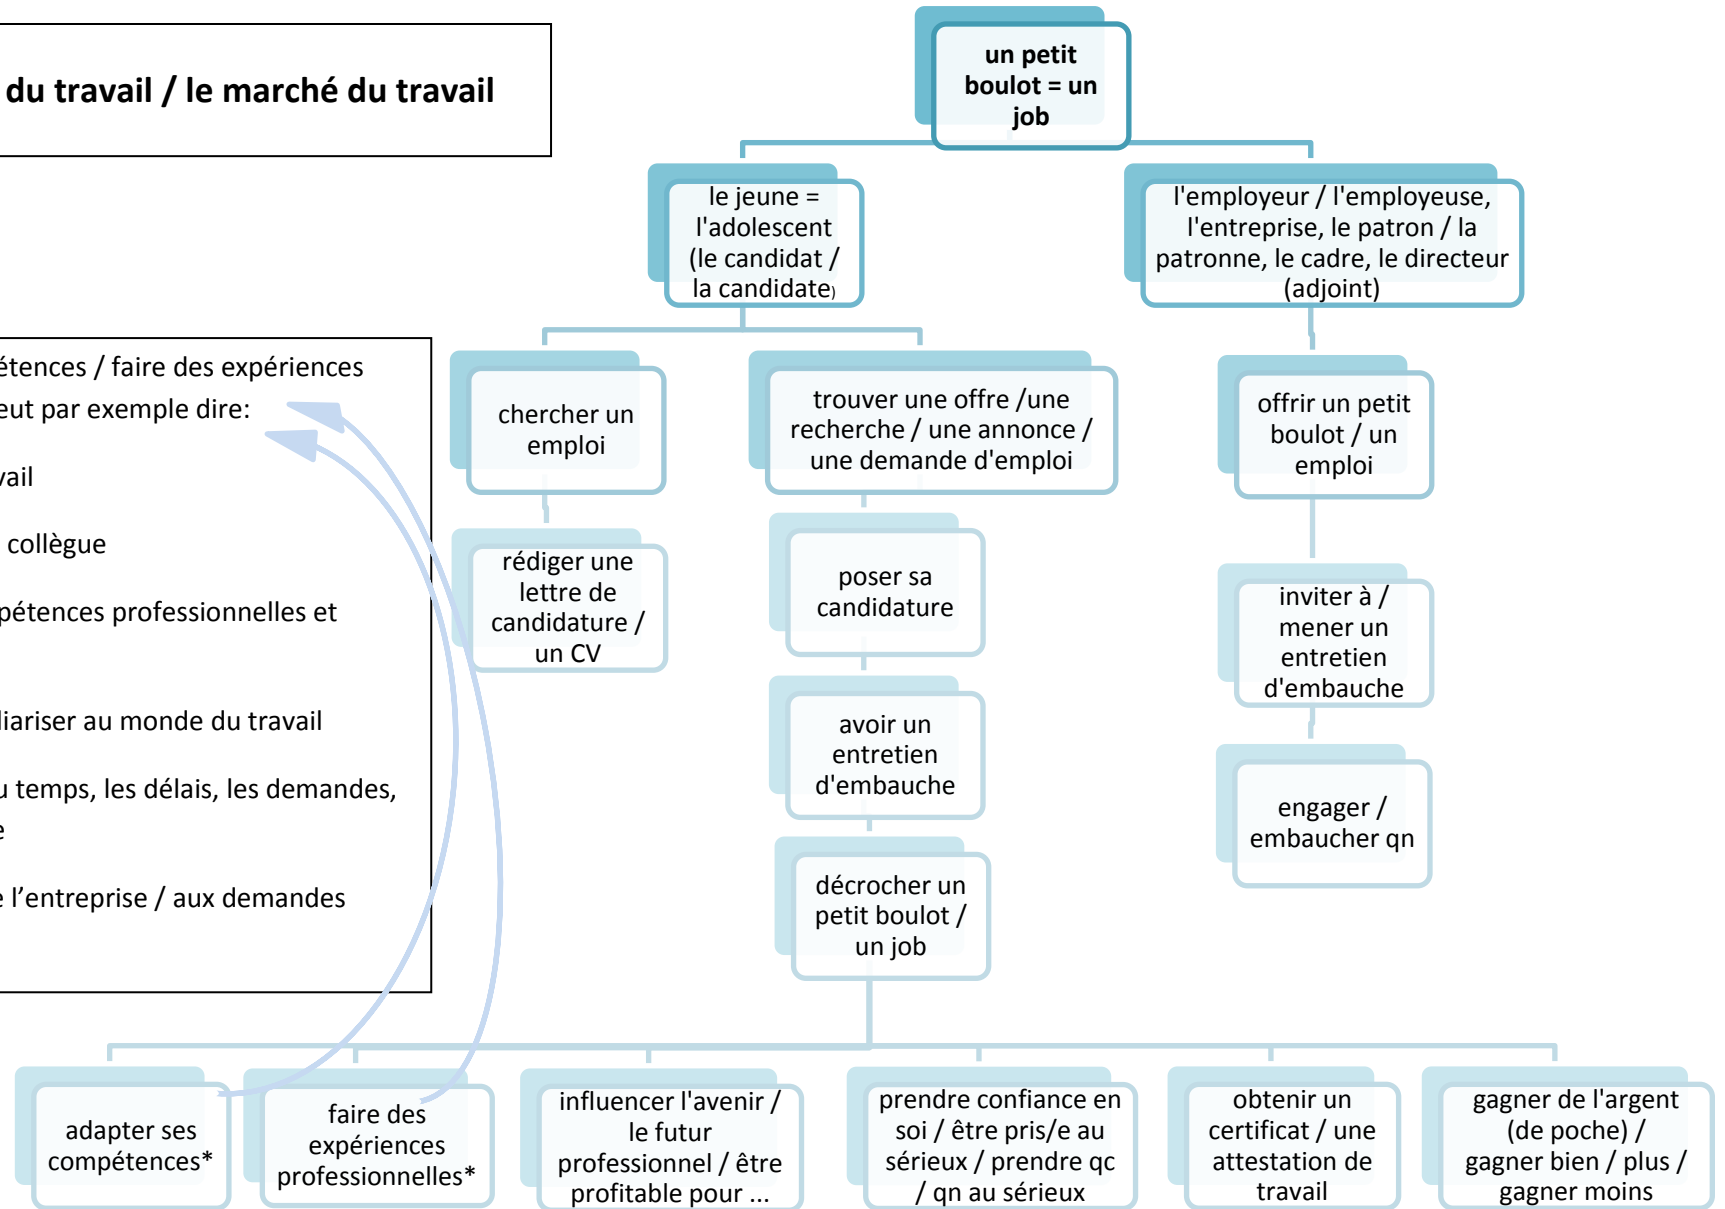 du travail / le marché du travail
un petit
boulot = un
job
le jeune =
l'adolescent
(le candidat /
la candidate)
l'employeur / l'employeuse,
l'entreprise, le patron / la
patronne, le cadre, le directeur
(adjoint)
étences / faire des expériences
eut par exemple dire:
vail
collègue
pétences professionnelles et
liariser au monde du travail
u temps, les délais, les demandes,
e
e l’entreprise / aux demandes
chercher un
emploi
trouver une offre /une
recherche / une annonce /
une demande d'emploi
offrir un petit
boulot / un
emploi
rédiger une
lettre de
candidature /
un CV
poser sa
candidature
inviter à /
mener un
entretien
d'embauche
avoir un
entretien
d'embauche
engager /
embaucher qn
décrocher un
petit boulot /
un job
adapter ses
compétences*
faire des
expériences
professionnelles*
influencer l'avenir /
le futur
professionnel / être
profitable pour ...
prendre confiance en
soi / être pris/e au
sérieux / prendre qc
/ qn au sérieux
obtenir un
certificat / une
attestation de
travail
gagner de l'argent
(de poche) /
gagner bien / plus /
gagner moins